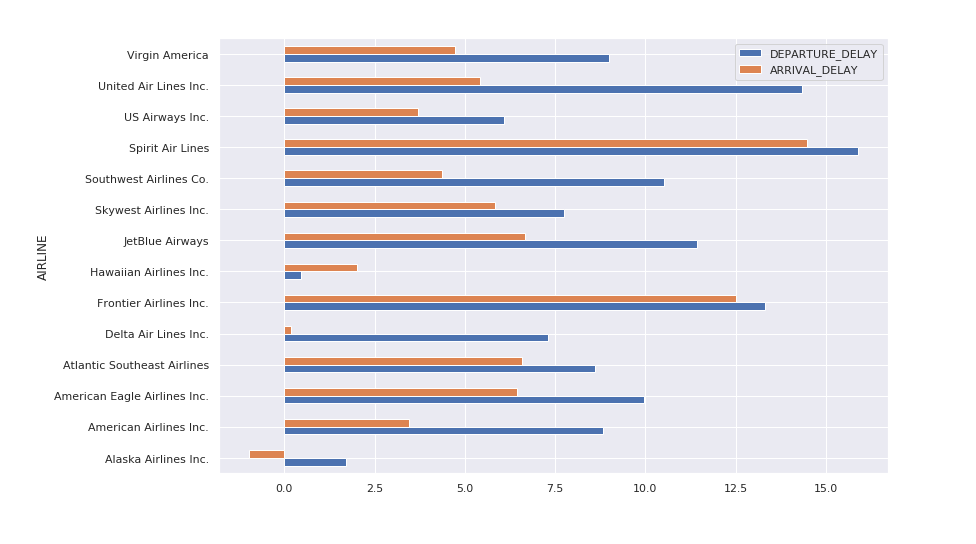 DEPARTURE_DELAY
ARRIVAL_DELAY
Virgin America
United Air Lines Inc.
US Airways Inc.
Spirit Air Lines
Southwest Airlines Co.
Skywest Airlines Inc.
JetBlue Airways
Hawaiian Airlines Inc.
Frontier Airlines Inc.
Delta Air Lines Inc.
Atlantic Southeast Airlines
American Eagle Airlines Inc.
American Airlines Inc.
Alaska Airlines Inc.
AIRLINE
0.0 2.5 5.0 7.5 10.0 12.5 15.0